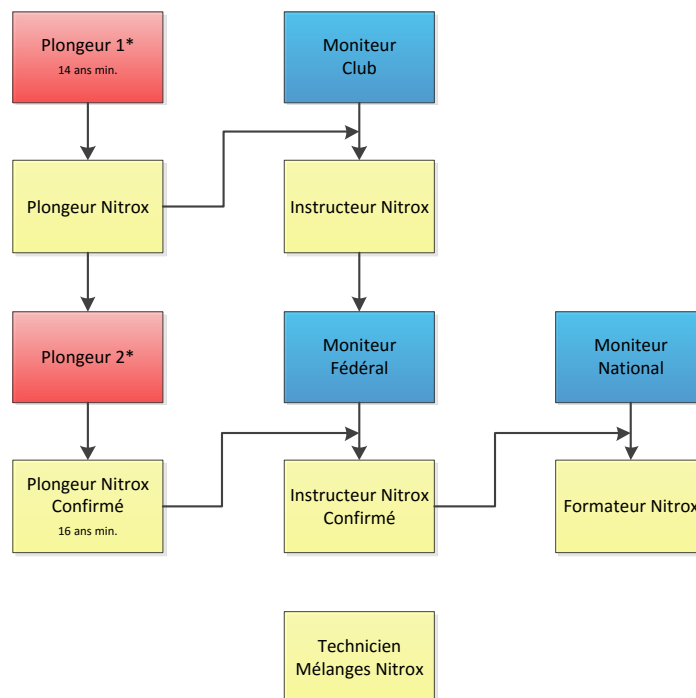 Plongeur 1*
14 ans min.
Moniteur
Club
Plongeur Nitrox
Instructeur Nitrox
Plongeur 2*
Moniteur
Fédéral
Moniteur
National
Plongeur Nitrox
Confirmé
16 ans min.
Instructeur Nitrox
Confirmé
Formateur Nitrox
Technicien
Mélanges Nitrox